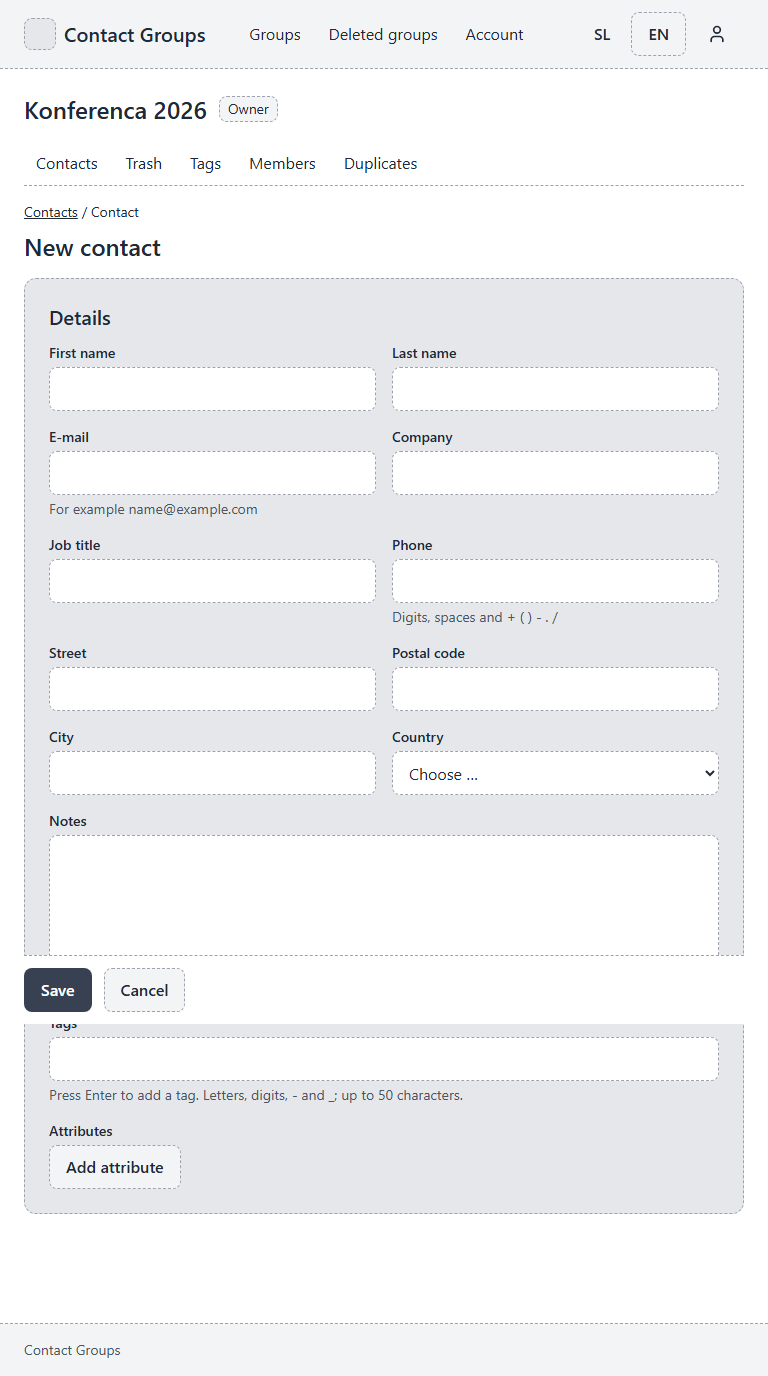 Contact Groups Groups Deleted groups Account SL EN
Konferenca 2026 Owner
Contacts Trash Tags Members Duplicates
Contacts / Contact
New contact
Details
First name Last name
E-mail Company
For example name@example.com
Job title Phone
Digits, spaces and + ( ) - . /
Street Postal code
City Country
Choose ...
Notes
Save Cancel
Tags
Press Enter to add a tag. Letters, digits, - and _; up to 50 characters.
Attributes
Add attribute
Contact Groups